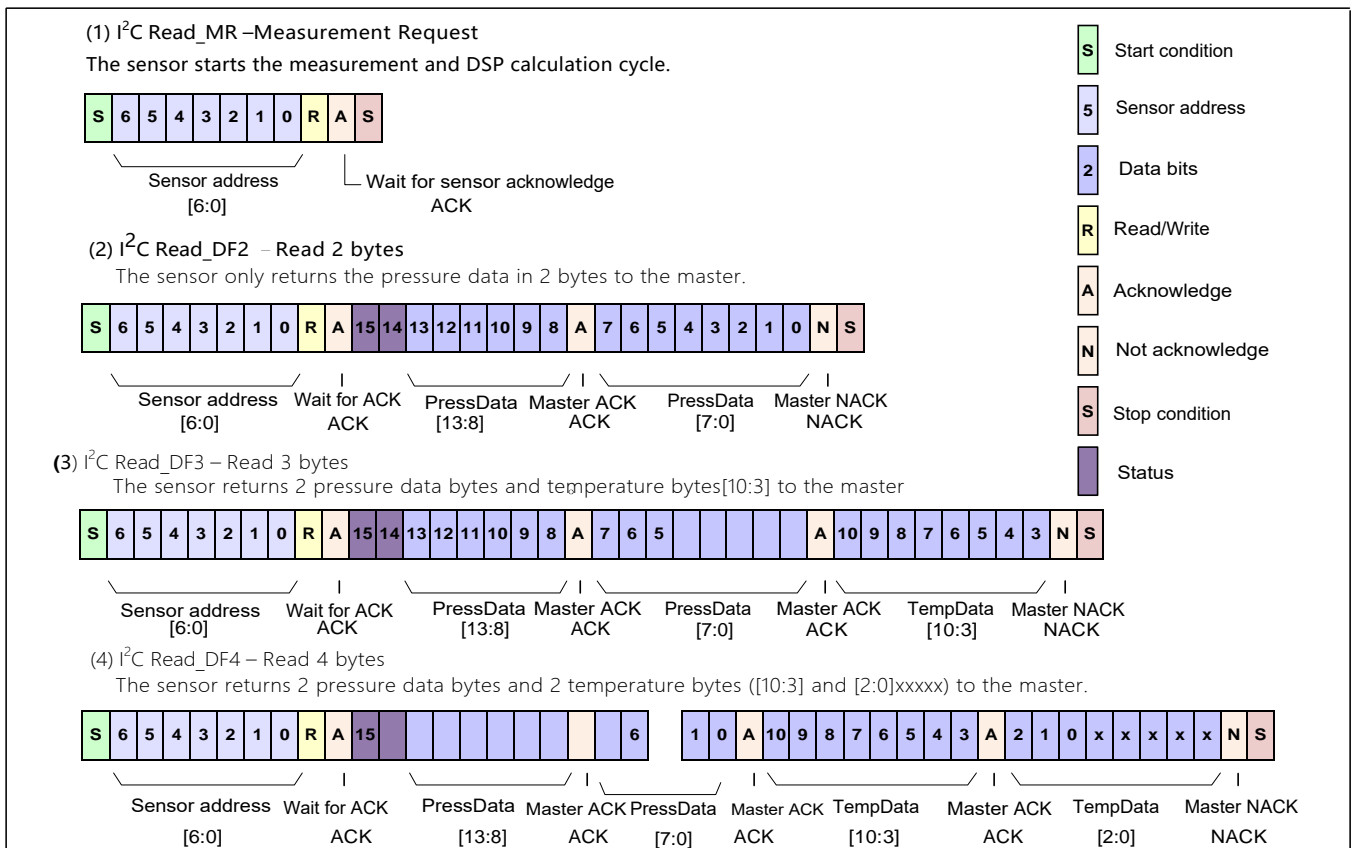 (1) I2C Read_MR –Measurement Request
The sensor starts the measurement and DSP calculation cycle.
S 6 5 4 3 2 1 0 R A S
Sensor address
[6:0]
Wait for sensor acknowledge
ACK
(2) I2C Read_DF2 – Read 2 bytes
The sensor only returns the pressure data in 2 bytes to the master.
S 6 5 4 3 2 1 0 R A 15 14 13 12 11 10 9 8 A 7 6 5 4 3 2 1 0 N S
Sensor address Wait for ACK PressData Master ACK PressData Master NACK
[6:0] ACK [13:8] ACK [7:0] NACK
(3) I2C Read_DF3 – Read 3 bytes
The sensor returns 2 pressure data bytes and temperature bytes[10:3] to the master
S 6 5 4 3 2 1 0 R A 15 14 13 12 11 10 9 8 A 7 6 5 A 10 9 8 7 6 5 4 3 N S
Sensor address Wait for ACK PressData Master ACK PressData Master ACK TempData Master NACK
[6:0] ACK [13:8] ACK [7:0] ACK [10:3] NACK
(4) I2C Read_DF4 – Read 4 bytes
The sensor returns 2 pressure data bytes and 2 temperature bytes ([10:3] and [2:0]xxxxx) to the master.
S 6 5 4 3 2 1 0 R A 15 6 1 0 A 10 9 8 7 6 5 4 3 A 2 1 0 x x x x x N S
Sensor address Wait for ACK PressData Master ACK PressData Master ACK TempData Master ACK TempData Master NACK
[6:0] ACK [13:8] ACK [7:0] ACK [10:3] ACK [2:0] NACK
S Start condition
5 Sensor address
2 Data bits
R Read/Write
A Acknowledge
N Not acknowledge
S Stop condition
Status